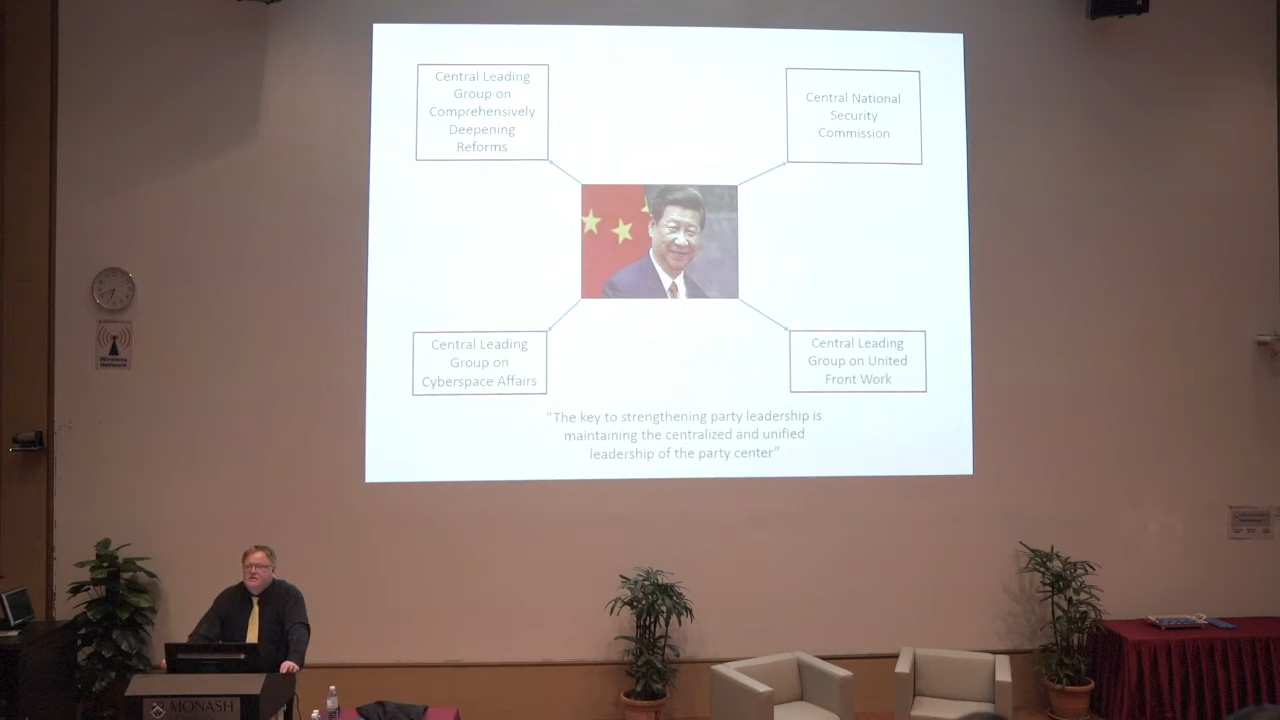 Central Leading
Group on
Comprehensively
Deepening
Reforms
Central National
Security
Commission
Central Leading
Group on
Cyberspace Affairs
Central Leading
Group on United
Front Work
“The key to strengthening party leadership is
maintaining the centralized and unified
leadership of the party center”
Wireless
Network
MONASH